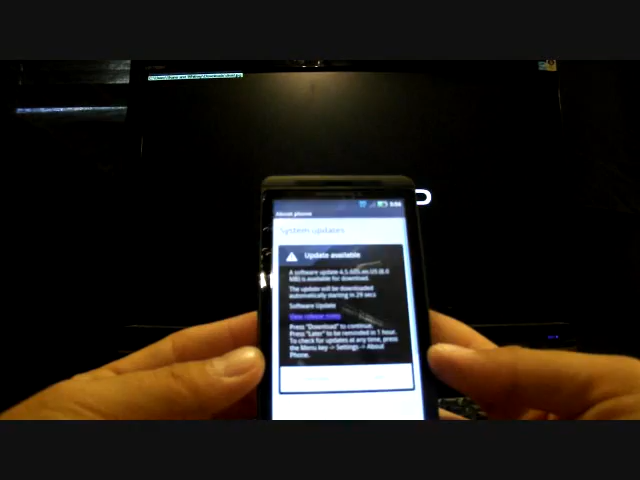 About phone
System updates
Update available
A software update 4.5.605.en.US (8.0
MB) is available for download.
The update will be downloaded
automatically starting in 29 secs
Software Update
View release notes
Press "Download" to continue.
Press "Later" to be reminded in 1 hour.
To check for updates at any time, press
the Menu key -> Settings -> About
Phone.